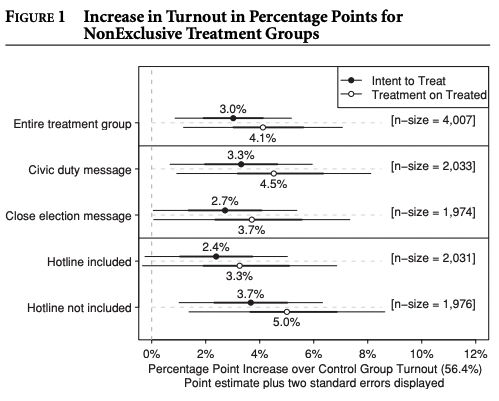 FIGURE 1 Increase in Turnout in Percentage Points for
NonExclusive Treatment Groups
Intent to Treat
Treatment on Treated
Entire treatment group
3.0%
4.1%
[n-size = 4,007]
Civic duty message
3.3%
4.5%
[n-size = 2,033]
Close election message
2.7%
3.7%
[n-size = 1,974]
Hotline included
2.4%
3.3%
[n-size = 2,031]
Hotline not included
3.7%
5.0%
[n-size = 1,976]
0% 2% 4% 6% 8% 10% 12%
Percentage Point Increase over Control Group Turnout (56.4%)
Point estimate plus two standard errors displayed